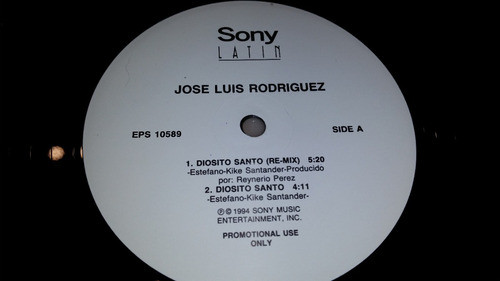 Sony
LATIN
JOSE LUIS RODRIGUEZ
EPS 10589 SIDE A
1. DIOSITO SANTO (RE-MIX) 5:20
-Estefano-Kike Santander-Producido
por: Reynerio Perez
2. DIOSITO SANTO 4:11
-Estefano-Kike Santander-
℗© 1994 SONY MUSIC
ENTERTAINMENT, INC.
PROMOTIONAL USE
ONLY